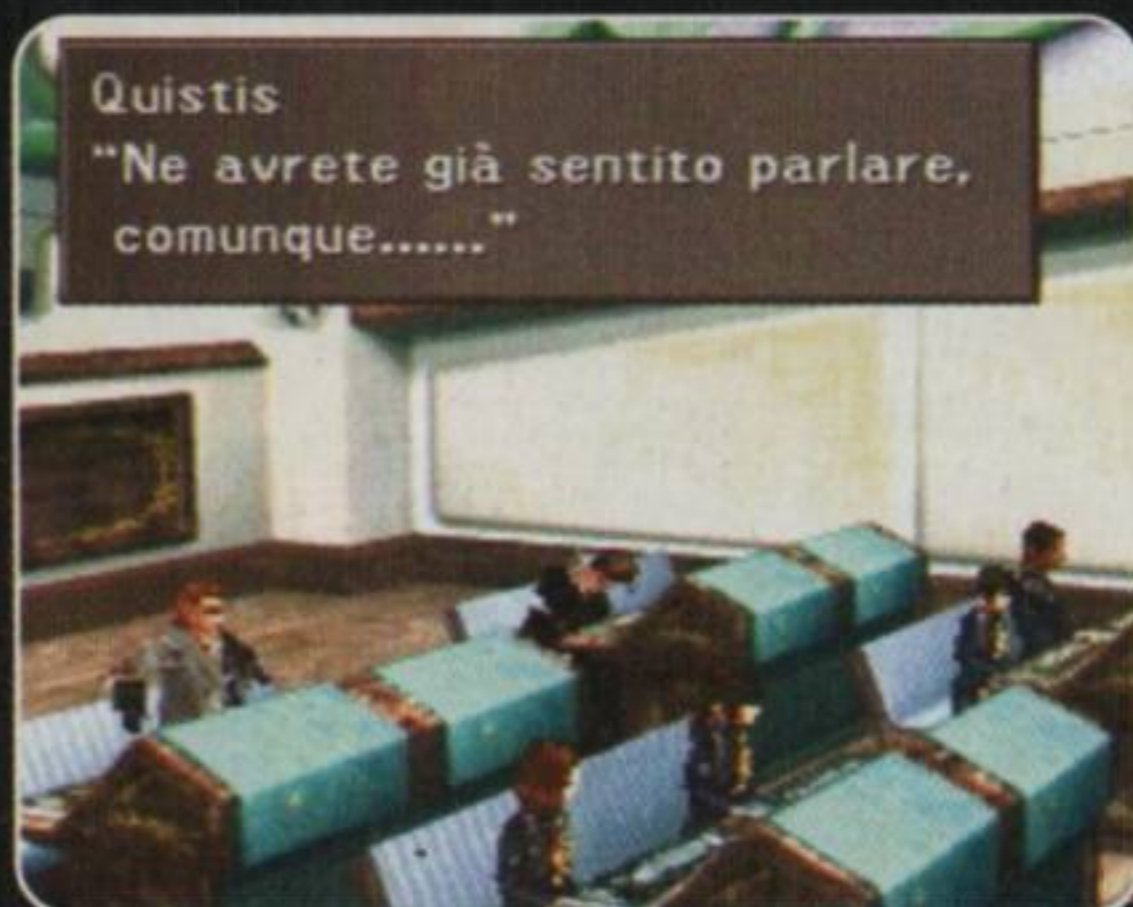 Quistis
“Ne avrete già sentito parlare,
comunque......”